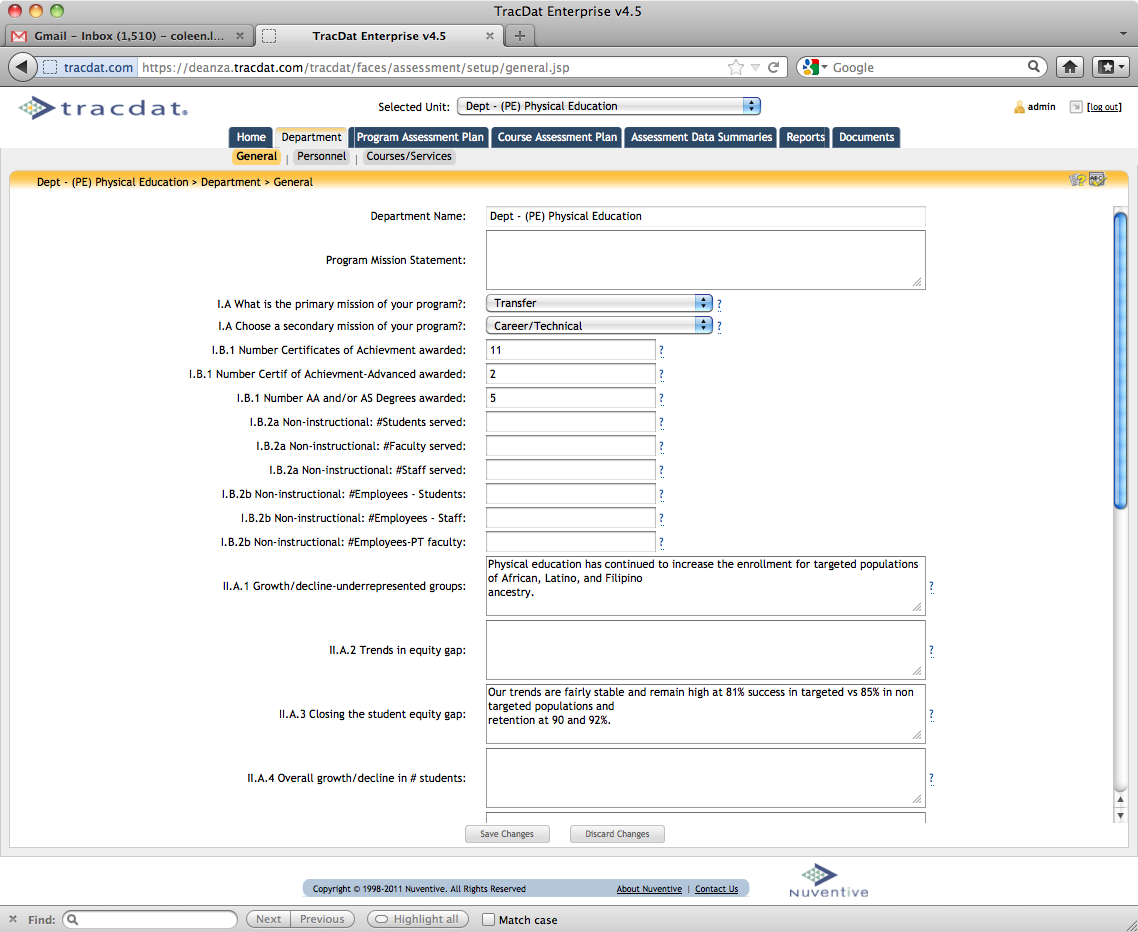 TracDat Enterprise v4.5
Gmail – Inbox (1,510) – coleen.l...
TracDat Enterprise v4.5
tracdat.com
https://deanza.tracdat.com/tracdat/faces/assessment/setup/general.jsp
Google
tracdat.
Selected Unit: Dept - (PE) Physical Education
admin
[log out]
Home
Department
Program Assessment Plan
Course Assessment Plan
Assessment Data Summaries
Reports
Documents
General | Personnel | Courses/Services
Dept - (PE) Physical Education > Department > General
Department Name: Dept - (PE) Physical Education
Program Mission Statement:
I.A What is the primary mission of your program?: Transfer ?
I.A Choose a secondary mission of your program?: Career/Technical ?
I.B.1 Number Certificates of Achievment awarded: 11 ?
I.B.1 Number Certif of Achievment-Advanced awarded: 2 ?
I.B.1 Number AA and/or AS Degrees awarded: 5 ?
I.B.2a Non-instructional: #Students served: ?
I.B.2a Non-instructional: #Faculty served: ?
I.B.2a Non-instructional: #Staff served: ?
I.B.2b Non-instructional: #Employees - Students: ?
I.B.2b Non-instructional: #Employees - Staff: ?
I.B.2b Non-instructional: #Employees-PT faculty: ?
II.A.1 Growth/decline-underrepresented groups:
Physical education has continued to increase the enrollment for targeted populations
of African, Latino, and Filipino
ancestry.
?
II.A.2 Trends in equity gap: ?
II.A.3 Closing the student equity gap:
Our trends are fairly stable and remain high at 81% success in targeted vs 85% in non
targeted populations and
retention at 90 and 92%.
?
II.A.4 Overall growth/decline in # students: ?
Save Changes
Discard Changes
Copyright © 1998-2011 Nuventive. All Rights Reserved
About Nuventive | Contact Us
nuventive
Find:
Next
Previous
Highlight all
Match case